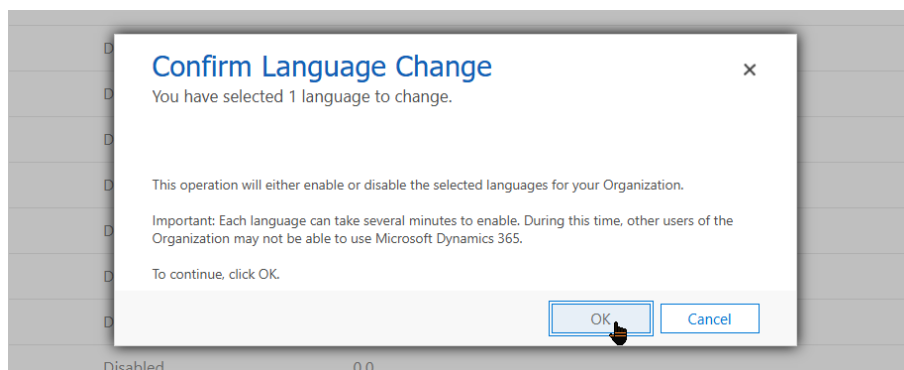 Confirm Language Change
You have selected 1 language to change.
This operation will either enable or disable the selected languages for your Organization.
Important: Each language can take several minutes to enable. During this time, other users of the
Organization may not be able to use Microsoft Dynamics 365.
To continue, click OK.
OK Cancel
D
D
D
D
D
D
D
Disabled 0.0